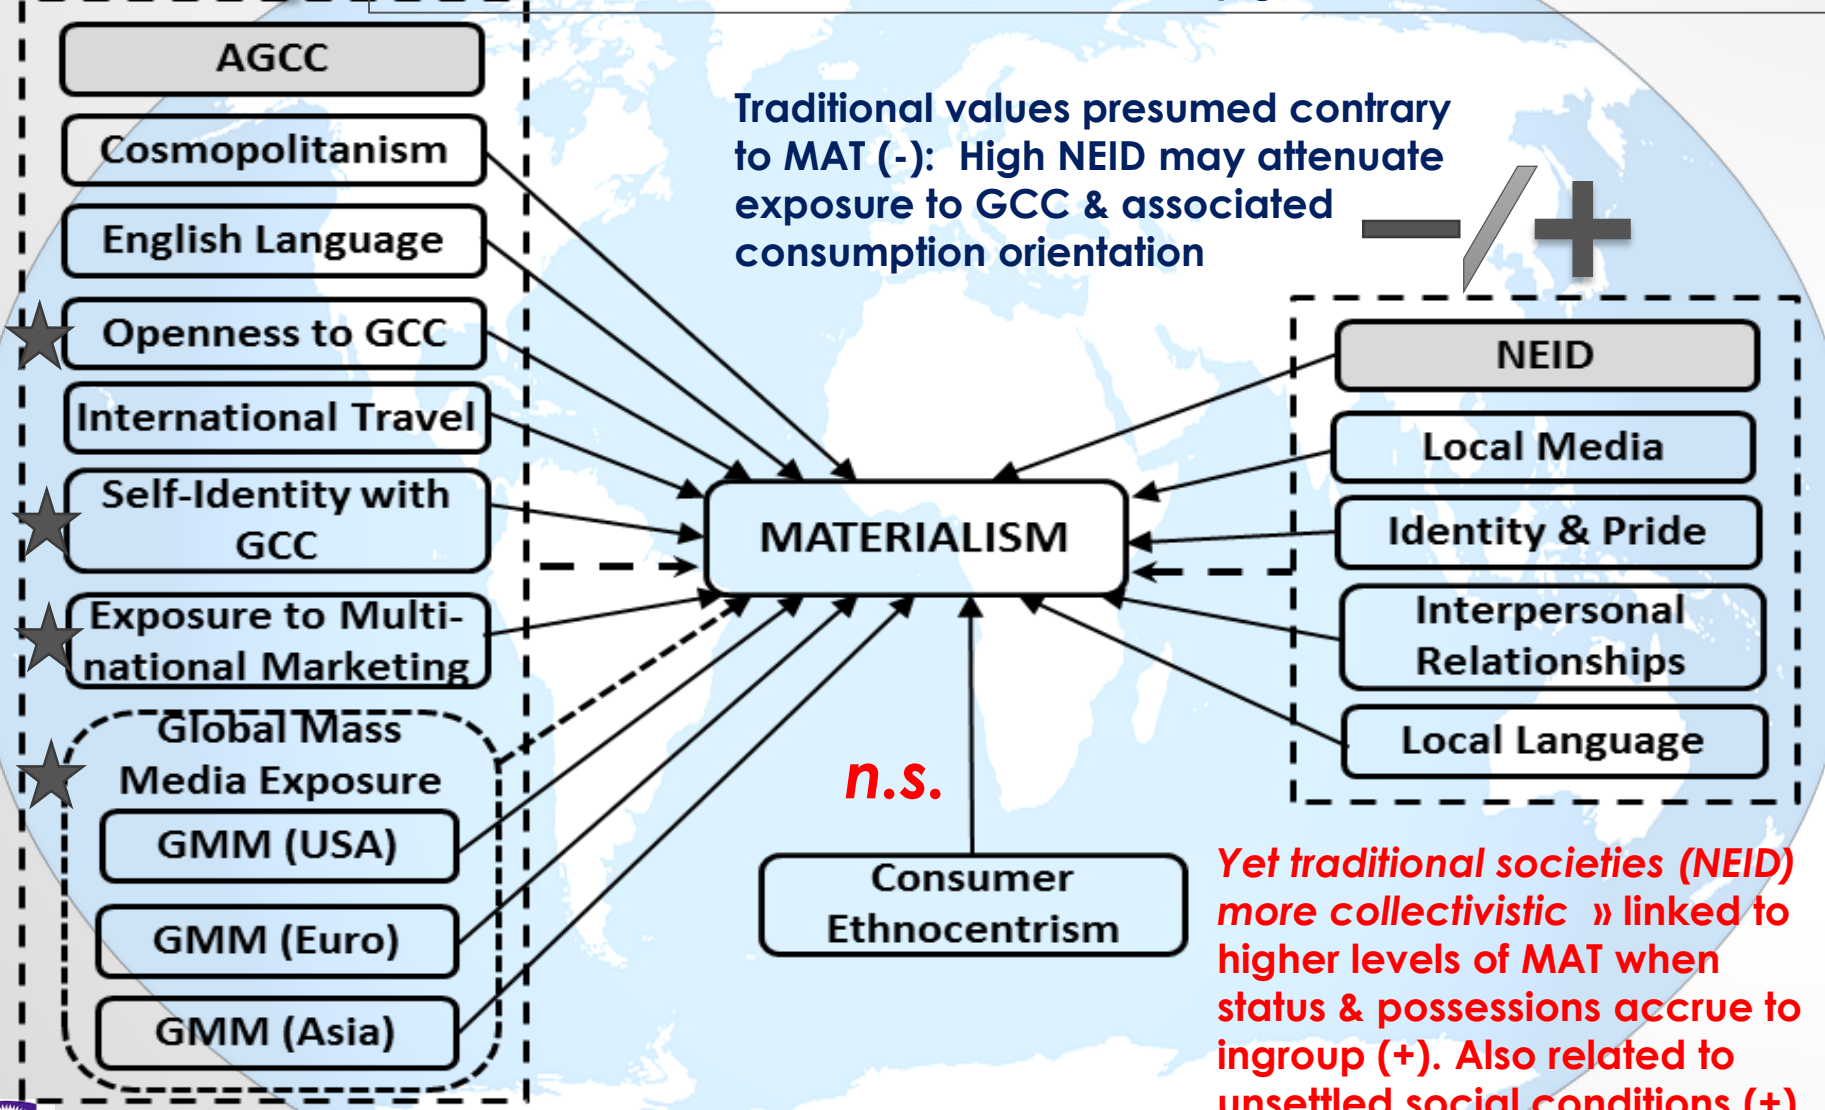 AGCC
Cosmopolitanism
English Language
Openness to GCC
International Travel
Self-Identity with
GCC
Exposure to Multi-
national Marketing
Global Mass
Media Exposure
GMM (USA)
GMM (Euro)
GMM (Asia)
Traditional values presumed contrary
to MAT (-): High NEID may attenuate
exposure to GCC & associated
consumption orientation
−/+
MATERIALISM
n.s.
Consumer
Ethnocentrism
NEID
Local Media
Identity & Pride
Interpersonal
Relationships
Local Language
Yet traditional societies (NEID)
more collectivistic » linked to
higher levels of MAT when
status & possessions accrue to
ingroup (+). Also related to
unsettled social conditions (+)